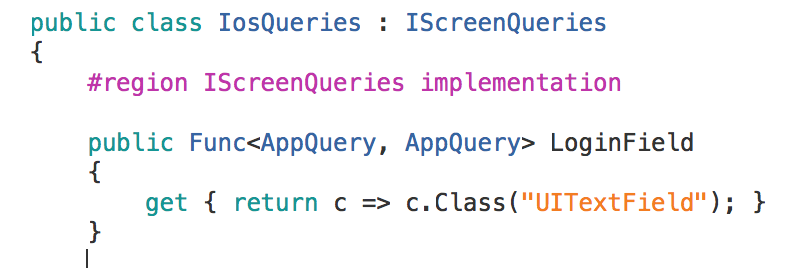 public class IosQueries : IScreenQueries
{
#region IScreenQueries implementation
public Func<AppQuery, AppQuery> LoginField
{
get { return c => c.Class("UITextField"); }
}